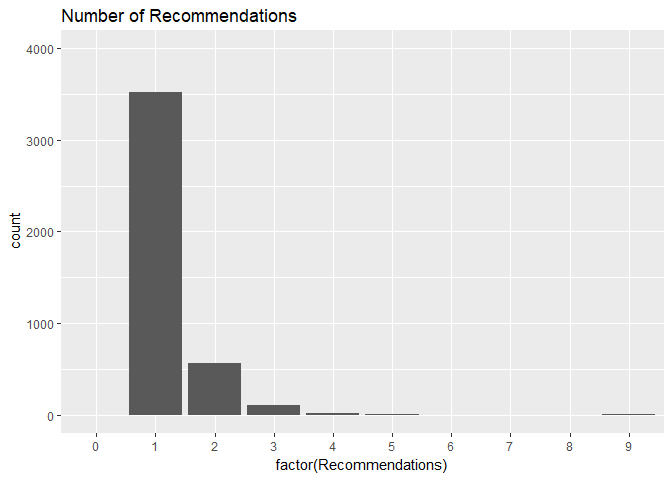 Number of Recommendations
4000
3000
2000
1000
0
count
0 1 2 3 4 5 6 7 8 9
factor(Recommendations)